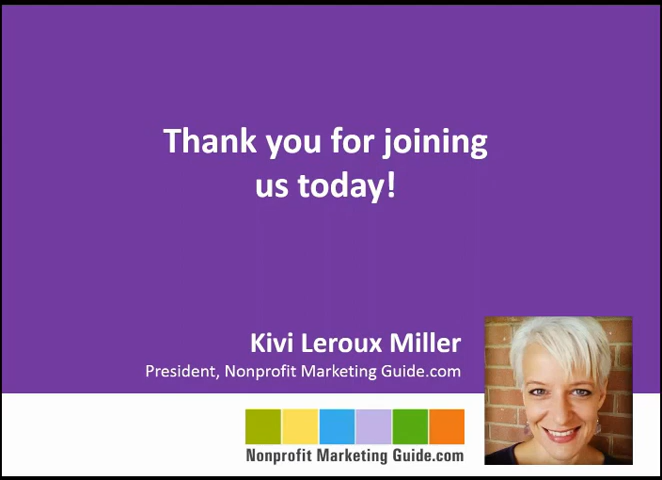 Thank you for joining
us today!
Kivi Leroux Miller
President, Nonprofit Marketing Guide.com
Nonprofit Marketing Guide.com